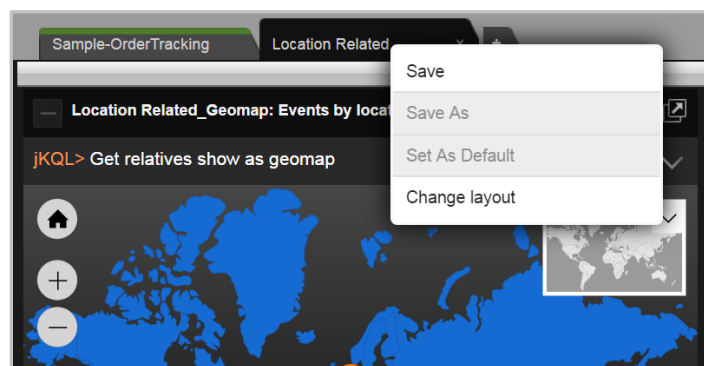 Sample-OrderTracking
Location Related
Save
Save As
Set As Default
Change layout
Location Related_Geomap: Events by locat
jKQL> Get relatives show as geomap